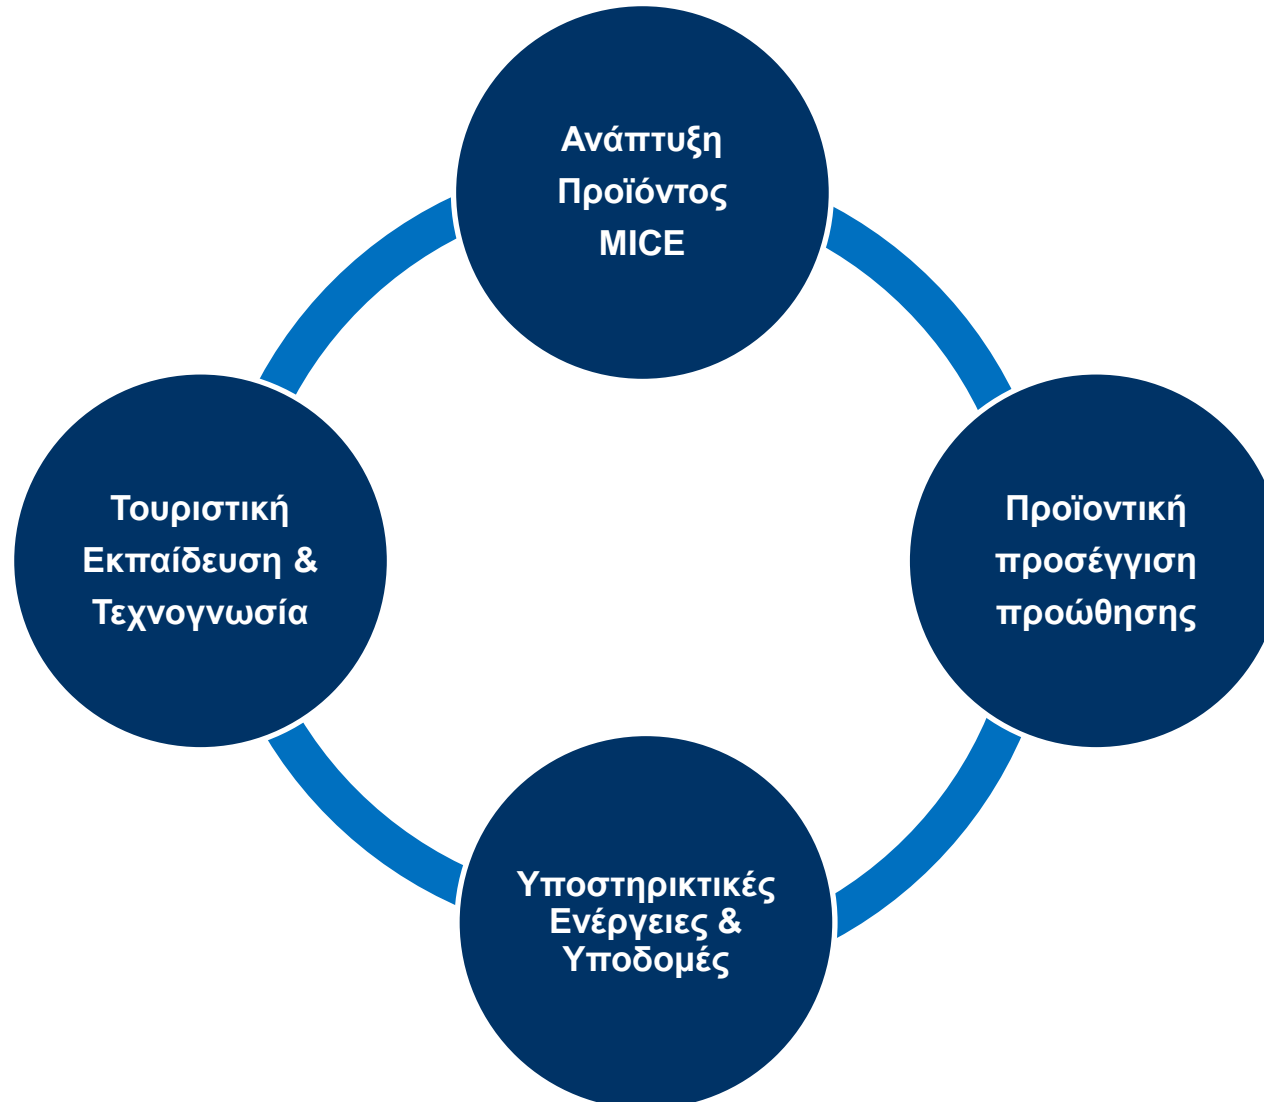 Ανάπτυξη
Προϊόντος
MICE
Τουριστική
Εκπαίδευση &
Τεχνογνωσία
Προϊοντική
προσέγγιση
προώθησης
Υποστηρικτικές
Ενέργειες &
Υποδομές